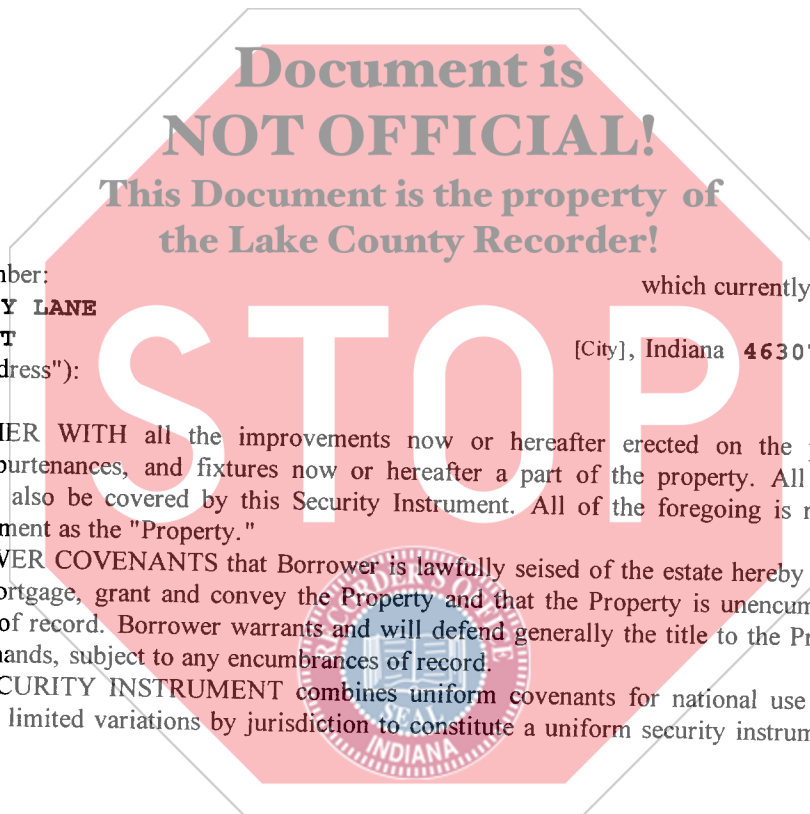 Document is
NOT OFFICIAL!
This Document is the property of
the Lake County Recorder!
nber:
which currently
Y LANE
T
[City], Indiana 46307
dress"):
STOP
IER WITH all the improvements now or hereafter erected on the
purtenances, and fixtures now or hereafter a part of the property. All
also be covered by this Security Instrument. All of the foregoing is
ment as the "Property."
VER COVENANTS that Borrower is lawfully seised of the estate hereby
ortgage, grant and convey the Property and that the Property is unencum
of record. Borrower warrants and will defend generally the title to the Pr
nands, subject to any encumbrances of record.
CURITY INSTRUMENT combines uniform covenants for national use
limited variations by jurisdiction to constitute a uniform security instrum
RECORDER'S OFFICE
SEAL
INDIANA